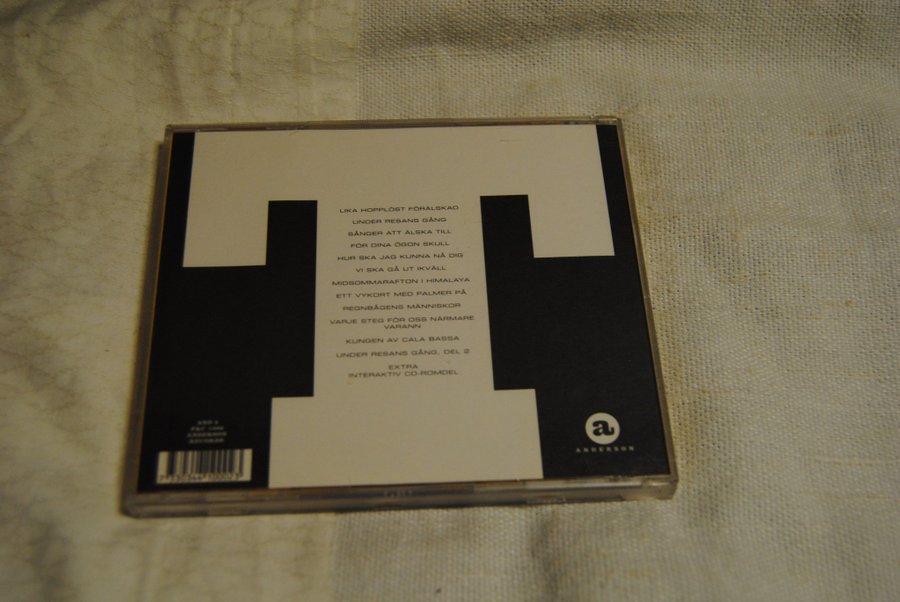 LIKA HOPPLÖST FÖRÄLSKAD
UNDER RESANS GÅNG
SÅNGER ATT ÄLSKA TILL
FÖR DINA ÖGON SKULL
HUR SKA JAG KUNNA NÅ DIG
VI SKA GÅ UT IKVÄLL
MIDSOMMARAFTON I HIMALAYA
ETT VYKORT MED PALMER PÅ
REGNBÅGENS MÄNNISKOR
VARJE STEG FÖR OSS NÄRMARE
VARANN
KUNGEN AV CALA BASSA
UNDER RESANS GÅNG, DEL 2
EXTRA
INTERAKTIV CD-ROMDEL
ANDERSON
RECORDS
a
ANDERSON